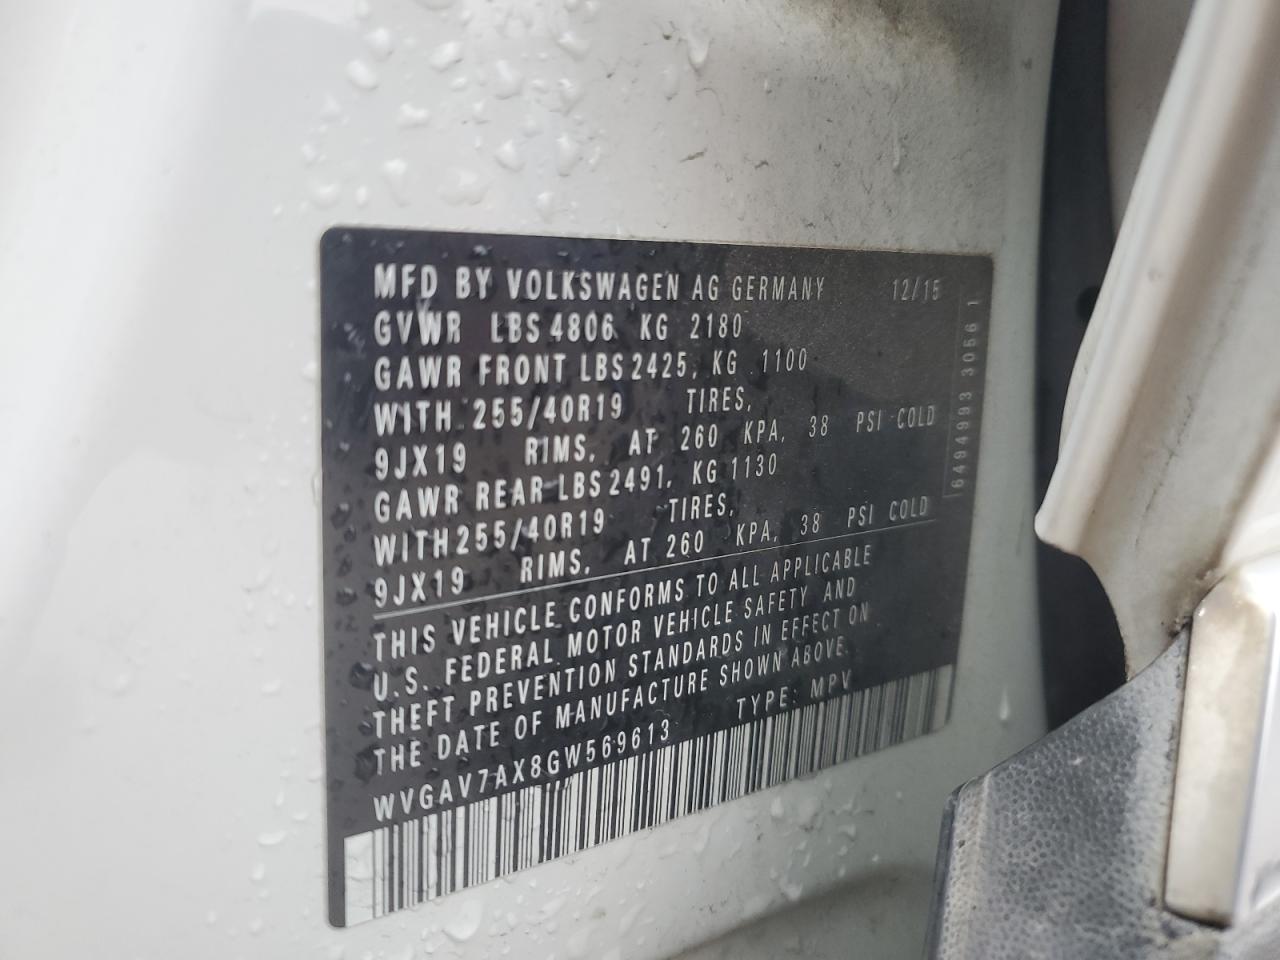 MFD BY VOLKSWAGEN AG GERMANY 12/15
GVWR LBS 4806 KG 2180
GAWR FRONT LBS 2425, KG 1100
WITH 255/40R19 TIRES,
9JX19 RIMS, AT 260 KPA, 38 PSI COLD
GAWR REAR LBS 2491, KG 1130
WITH 255/40R19 TIRES,
9JX19 RIMS, AT 260 KPA, 38 PSI COLD
THIS VEHICLE CONFORMS TO ALL APPLICABLE
U.S. FEDERAL MOTOR VEHICLE SAFETY AND
THEFT PREVENTION STANDARDS IN EFFECT ON
THE DATE OF MANUFACTURE SHOWN ABOVE.
WVGAV7AX8GW569613 TYPE: MPV
6494993 3056 1